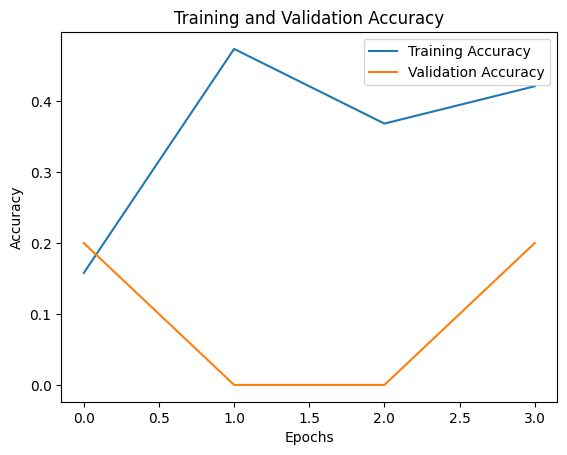 Training and Validation Accuracy
Training Accuracy
Validation Accuracy
Accuracy
0.4
0.3
0.2
0.1
0.0
0.0 0.5 1.0 1.5 2.0 2.5 3.0
Epochs